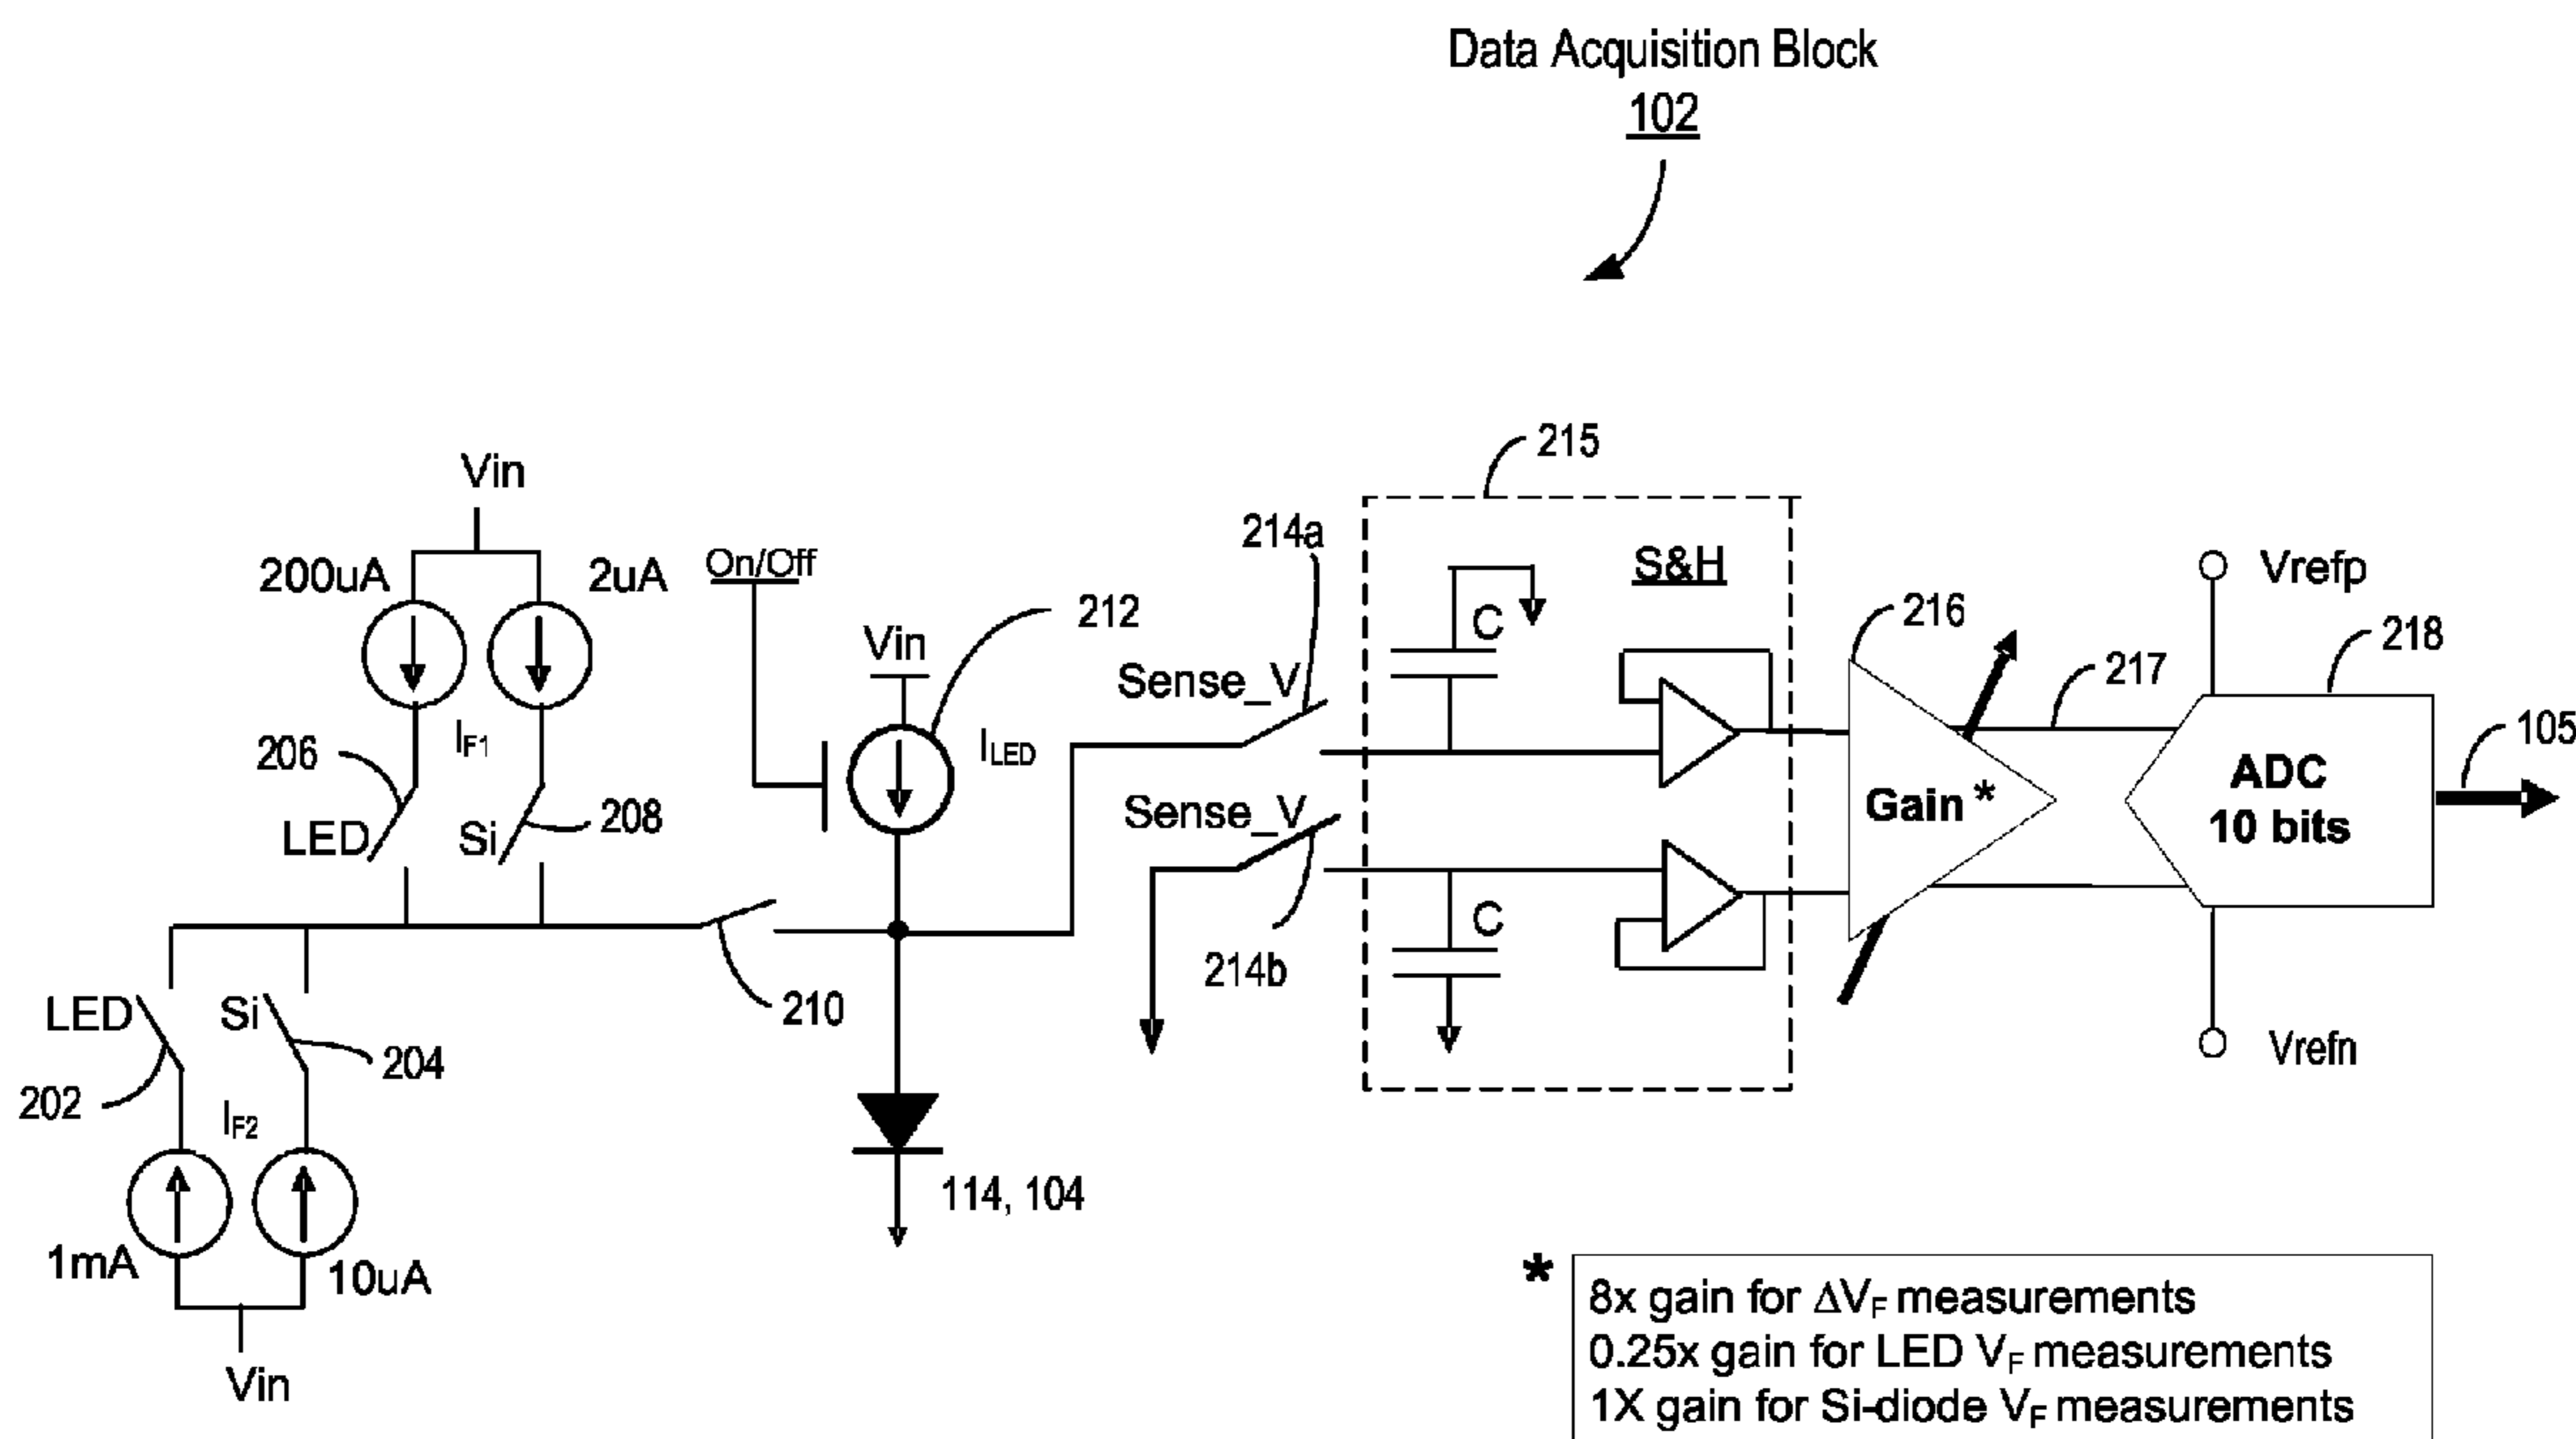 Data Acquisition Block
102
215
Vin
214a
200uA
2uA
On/Off
S&H
Vrefp
212
C
216
218
Vin
Sense_V
217
206
IF1
ILED
105
LED
Si
208
Sense_V
Gain *
ADC
10 bits
C
214b
LED
Si
210
204
202
IF2
Vrefn
114, 104
1mA
10uA
Vin
*
8x gain for ΔVF measurements
0.25x gain for LED VF measurements
1X gain for Si-diode VF measurements